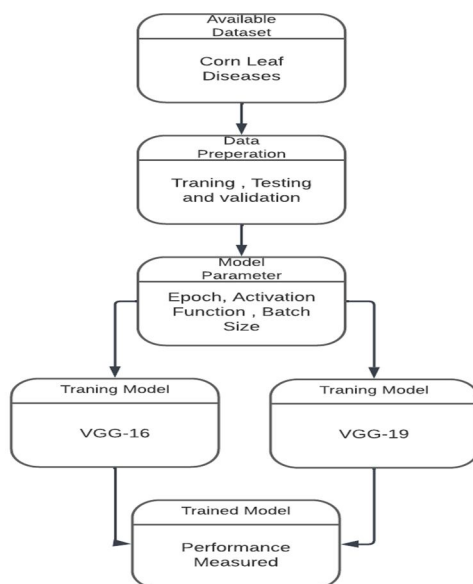 Available
Dataset
Corn Leaf
Diseases
Data
Preperation
Traning , Testing
and validation
Model
Parameter
Epoch, Activation
Function , Batch
Size
Traning Model
VGG-16
Traning Model
VGG-19
Trained Model
Performance
Measured